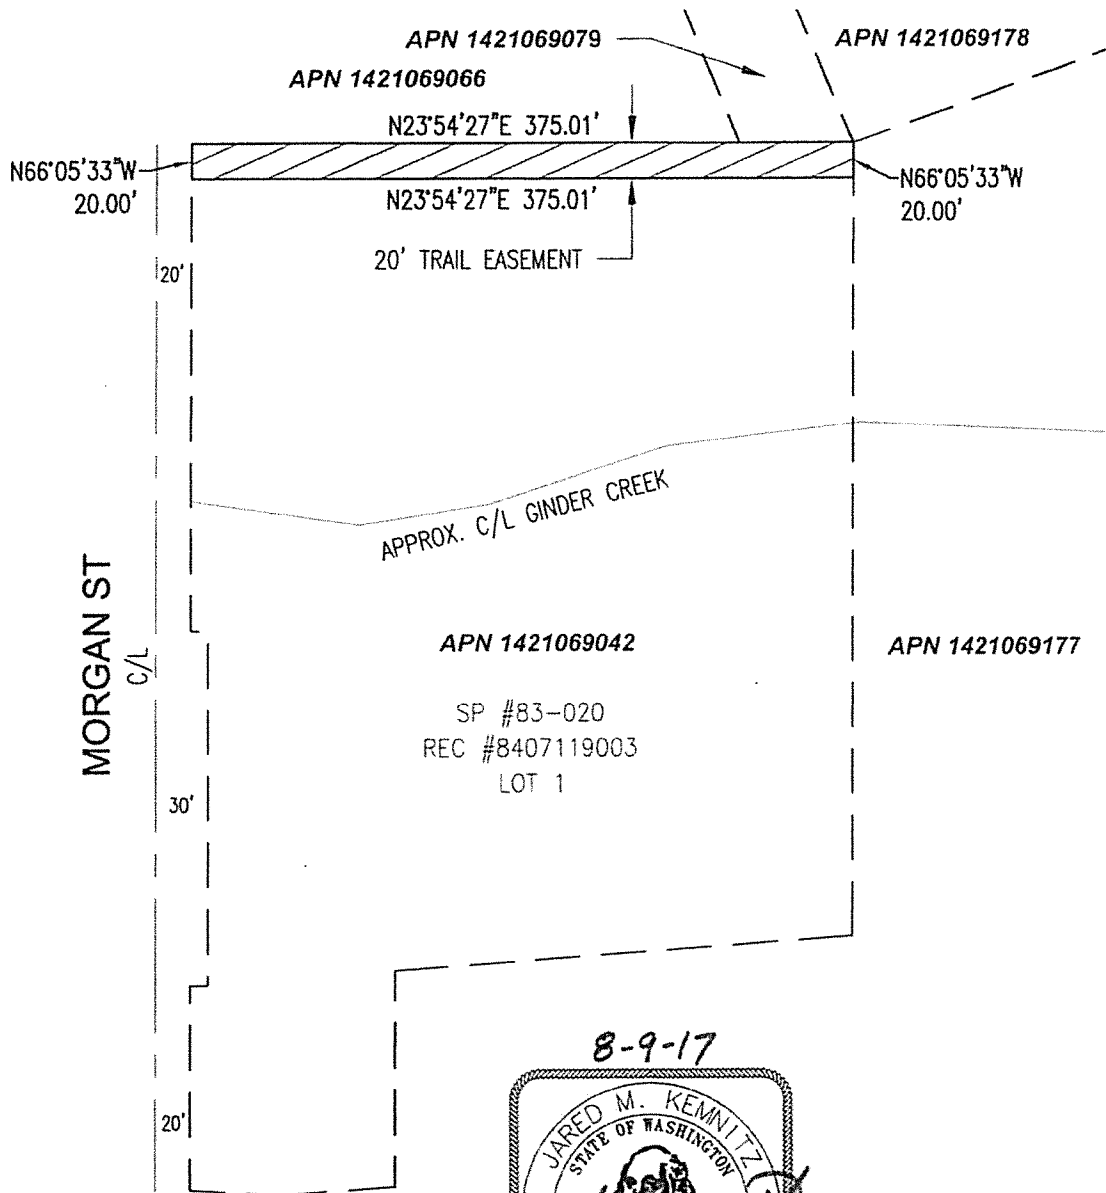 APN 1421069079
APN 1421069178
APN 1421069066
N23°54'27"E 375.01'
N66°05'33"W
20.00'
N66°05'33"W
20.00'
N23°54'27"E 375.01'
20' TRAIL EASEMENT
20'
APPROX. C/L GINDER CREEK
MORGAN ST
C/L
APN 1421069042
APN 1421069177
SP #83-020
REC #8407119003
LOT 1
30'
8-9-17
JARED M. KEMNITZ
STATE OF WASHINGTON
20'